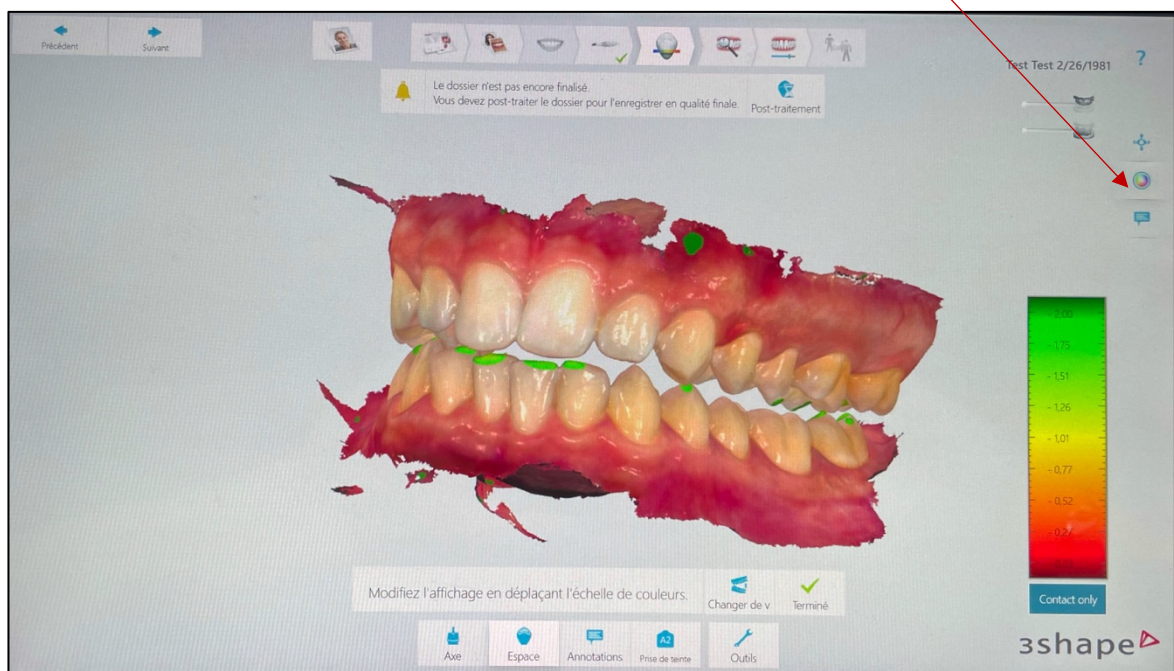 Précédent
Suivant
Test Test 2/26/1981
?
Le dossier n'est pas encore finalisé.
Vous devez post-traiter le dossier pour l'enregistrer en qualité finale.
Post-traitement
- 2,00
- 1,75
- 1,51
- 1,26
- 1,01
- 0,77
- 0,52
- 0,27
Contact only
Modifiez l'affichage en déplaçant l'échelle de couleurs.
Changer de v
Terminé
Axe
Espace
Annotations
A2
Prise de teinte
Outils
3shape